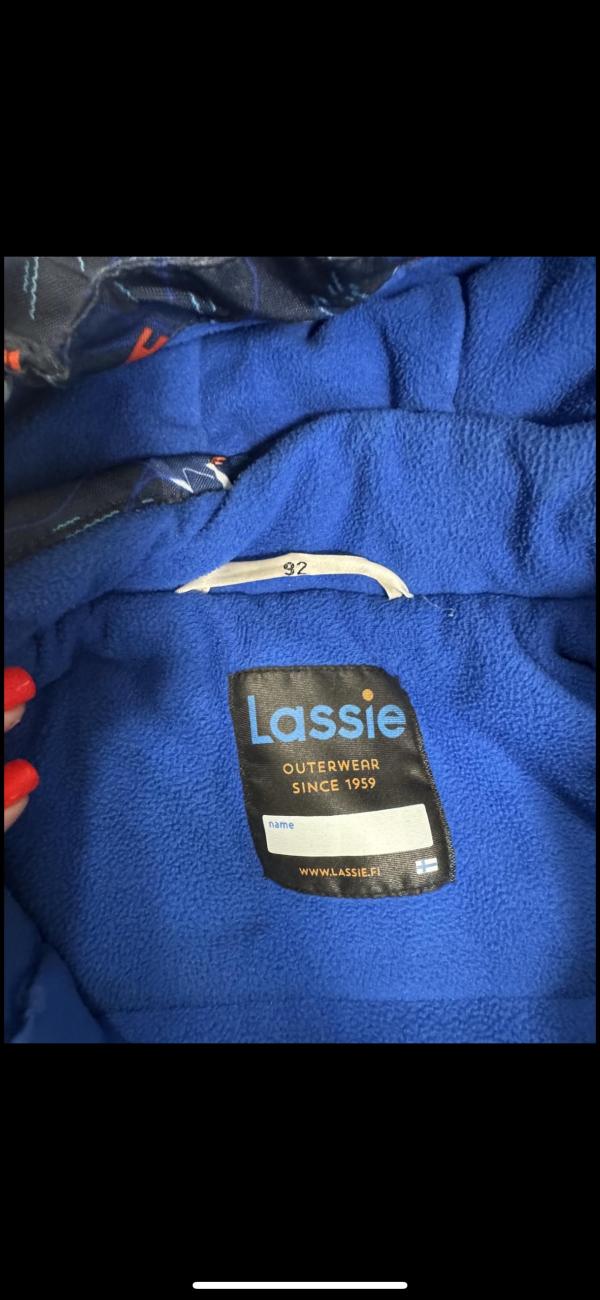 92
Lassie
OUTERWEAR
SINCE 1959
name
WWW.LASSIE.FI